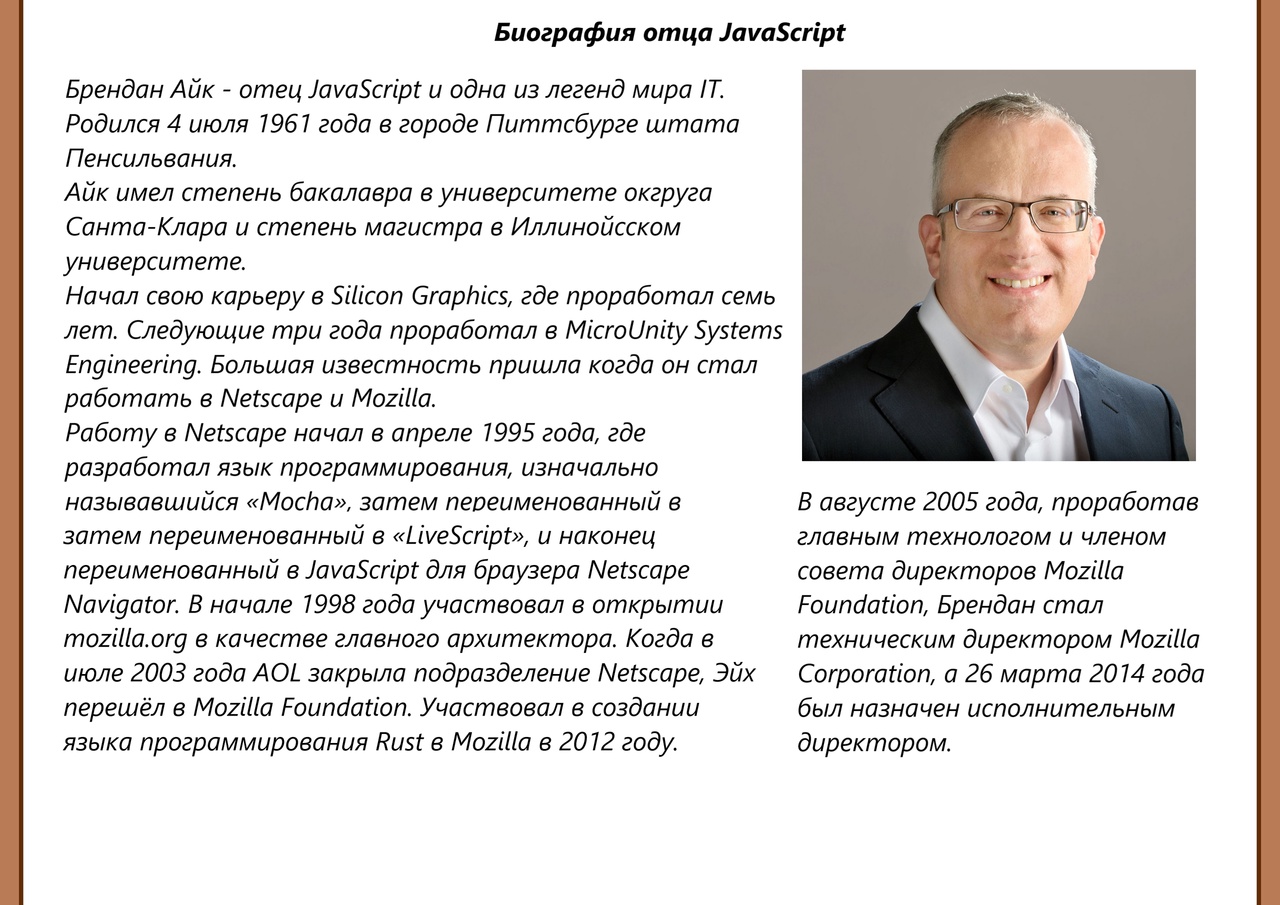 Биография отца JavaScript
Брендан Айк - отец JavaScript и одна из легенд мира IT.
Родился 4 июля 1961 года в городе Питтсбурге штата
Пенсильвания.
Айк имел степень бакалавра в университете окгруга
Санта-Клара и степень магистра в Иллинойсском
университете.
Начал свою карьеру в Silicon Graphics, где проработал семь
лет. Следующие три года проработал в MicroUnity Systems
Engineering. Большая известность пришла когда он стал
работать в Netscape и Mozilla.
Работу в Netscape начал в апреле 1995 года, где
разработал язык программирования, изначально
называвшийся «Mocha», затем переименованный в
затем переименованный в «LiveScript», и наконец
переименованный в JavaScript для браузера Netscape
Navigator. В начале 1998 года участвовал в открытии
mozilla.org в качестве главного архитектора. Когда в
июле 2003 года AOL закрыла подразделение Netscape, Эйх
перешёл в Mozilla Foundation. Участвовал в создании
языка программирования Rust в Mozilla в 2012 году.
В августе 2005 года, проработав
главным технологом и членом
совета директоров Mozilla
Foundation, Брендан стал
техническим директором Mozilla
Corporation, а 26 марта 2014 года
был назначен исполнительным
директором.